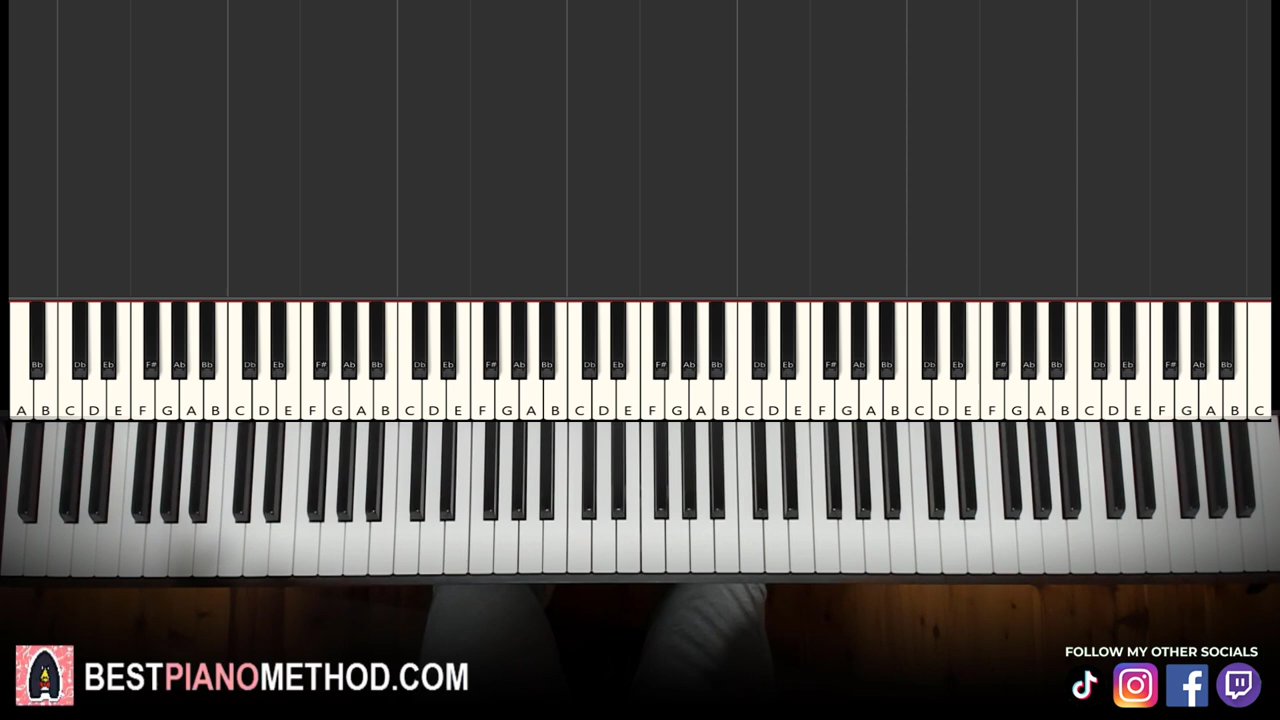 Bb Db Eb F# Ab Bb Db Eb F# Ab Bb Db Eb F# Ab Bb Db Eb F# Ab Bb Db Eb F# Ab Bb Db Eb F# Ab Bb Db Eb F# Ab Bb
A B C D E F G A B C D E F G A B C D E F G A B C D E F G A B C D E F G A B C D E F G A B C D E F G A B C
BESTPIANOMETHOD.COM
FOLLOW MY OTHER SOCIALS